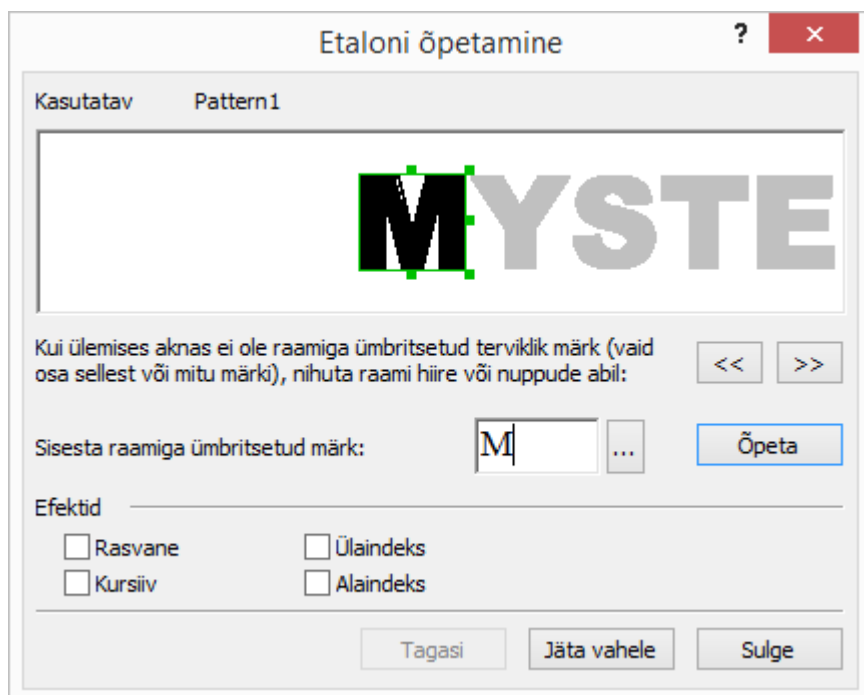 Etaloni õpetamine ? ×
Kasutatav Pattern1
MYSTE
Kui ülemises aknas ei ole raamiga ümbritsetud terviklik märk (vaid
osa sellest või mitu märki), nihuta raami hiire või nuppude abil:
<< >>
Sisesta raamiga ümbritsetud märk: M ... Õpeta
Efektid
Rasvane Ülaindeks
Kursiiv Alaindeks
Tagasi Jäta vahele Sulge